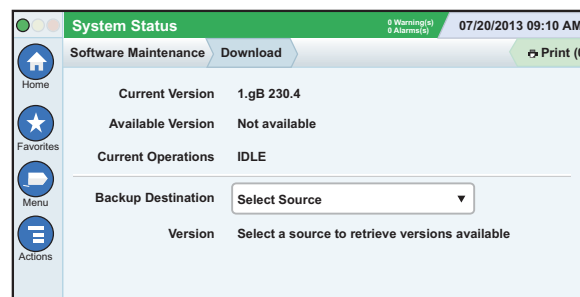 System Status
0 Warning(s)
0 Alarms(s)
07/20/2013 09:10 AM
Software Maintenance
Download
Print (
Home
Current Version 1.gB 230.4
Available Version Not available
Favorites
Current Operations IDLE
Menu
Backup Destination Select Source
Version Select a source to retrieve versions available
Actions